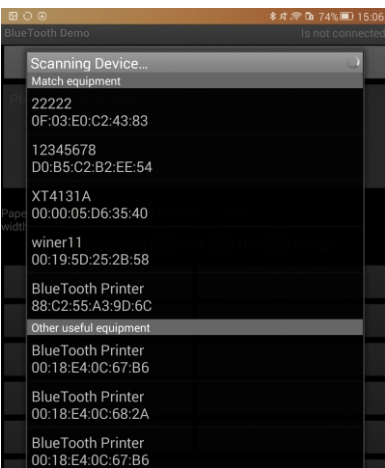 74% 15:06
BlueTooth Demo Is not connected
Scanning Device...
Match equipment
22222
0F:03:E0:C2:43:83
12345678
D0:B5:C2:B2:EE:54
XT4131A
00:00:05:D6:35:40
Pape
width
winer11
00:19:5D:25:2B:58
BlueTooth Printer
88:C2:55:A3:9D:6C
Other useful equipment
BlueTooth Printer
00:18:E4:0C:67:B6
BlueTooth Printer
00:18:E4:0C:68:2A
BlueTooth Printer
00:18:E4:0C:67:B6